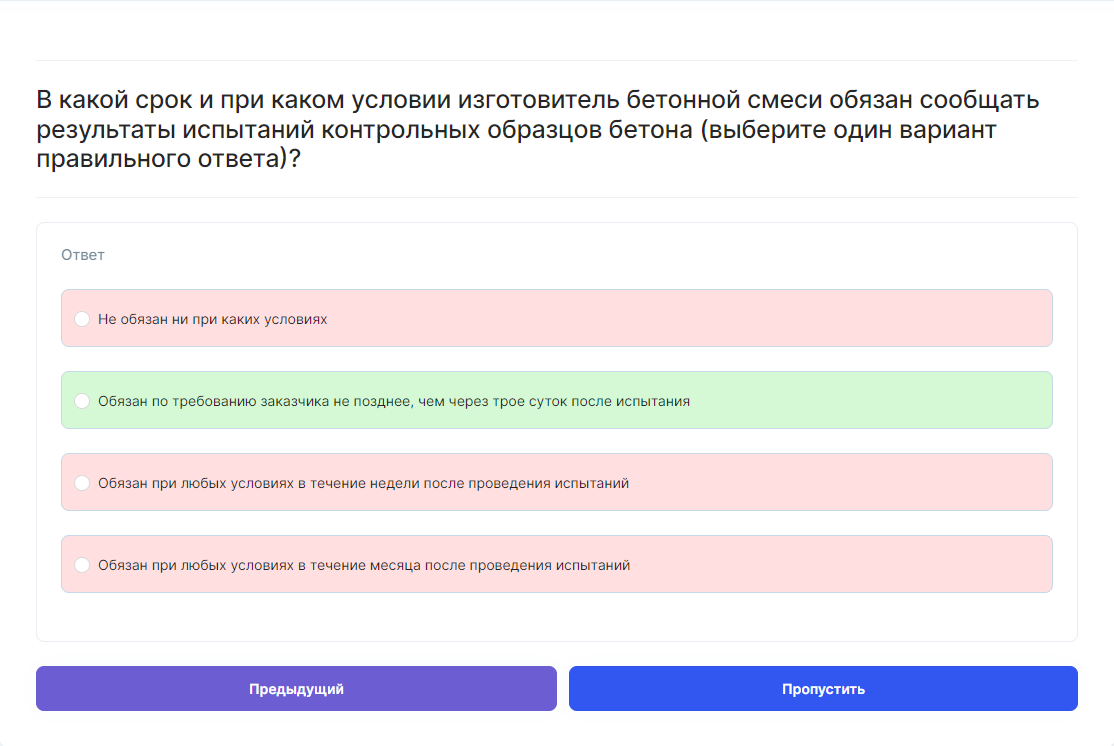 В какой срок и при каком условии изготовитель бетонной смеси обязан сообщать
результаты испытаний контрольных образцов бетона (выберите один вариант
правильного ответа)?
Ответ
Не обязан ни при каких условиях
Обязан по требованию заказчика не позднее, чем через трое суток после испытания
Обязан при любых условиях в течение недели после проведения испытаний
Обязан при любых условиях в течение месяца после проведения испытаний
Предыдущий
Пропустить